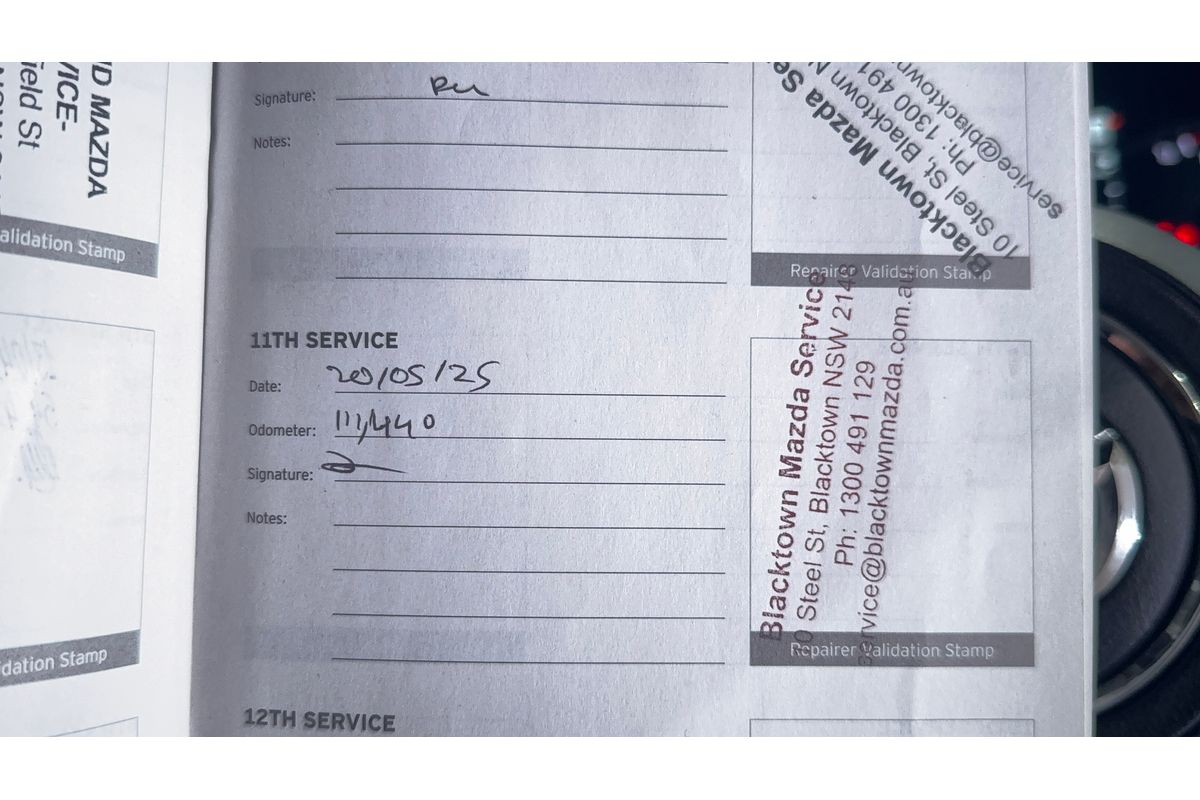 ND MAZDA
VICE-
ield St
alidation Stamp
dation Stamp
Signature:
Notes:
Blacktown Mazda Se
10 Steel St, Blacktown N
Ph: 1300 491
service@blacktown
Repairer Validation Stamp
11TH SERVICE
Date: 20/05/25
Odometer: 111,440
Signature:
Notes:
Blacktown Mazda Service
0 Steel St, Blacktown NSW 2148
Ph: 1300 491 129
service@blacktownmazda.com.au
Repairer Validation Stamp
12TH SERVICE